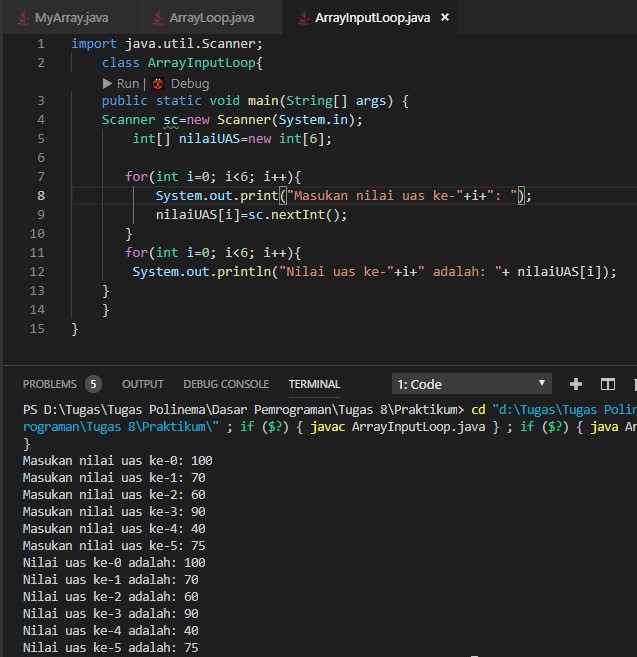 MyArray.java ArrayLoop.java ArrayInputLoop.java ×
1 import java.util.Scanner;
2 class ArrayInputLoop{
▶ Run | Debug
3 public static void main(String[] args) {
4 Scanner sc=new Scanner(System.in);
5 int[] nilaiUAS=new int[6];
6
7 for(int i=0; i<6; i++){
8 System.out.print("Masukan nilai uas ke-"+i+": ");
9 nilaiUAS[i]=sc.nextInt();
10 }
11 for(int i=0; i<6; i++){
12 System.out.println("Nilai uas ke-"+i+" adalah: "+ nilaiUAS[i]);
13 }
14 }
15 }
PROBLEMS 5 OUTPUT DEBUG CONSOLE TERMINAL 1: Code
PS D:\Tugas\Tugas Polinema\Dasar Pemrograman\Tugas 8\Praktikum> cd "d:\Tugas\Tugas Polin
rograman\Tugas 8\Praktikum\" ; if ($?) { javac ArrayInputLoop.java } ; if ($?) { java Ar
}
Masukan nilai uas ke-0: 100
Masukan nilai uas ke-1: 70
Masukan nilai uas ke-2: 60
Masukan nilai uas ke-3: 90
Masukan nilai uas ke-4: 40
Masukan nilai uas ke-5: 75
Nilai uas ke-0 adalah: 100
Nilai uas ke-1 adalah: 70
Nilai uas ke-2 adalah: 60
Nilai uas ke-3 adalah: 90
Nilai uas ke-4 adalah: 40
Nilai uas ke-5 adalah: 75